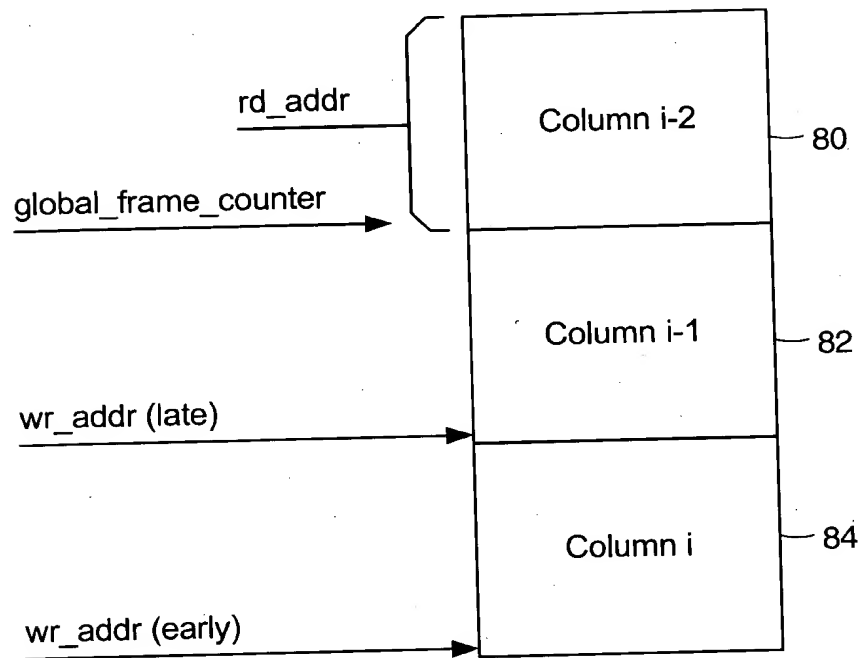 rd_addr
Column i-2
80
global_frame_counter
Column i-1
82
wr_addr (late)
Column i
84
wr_addr (early)